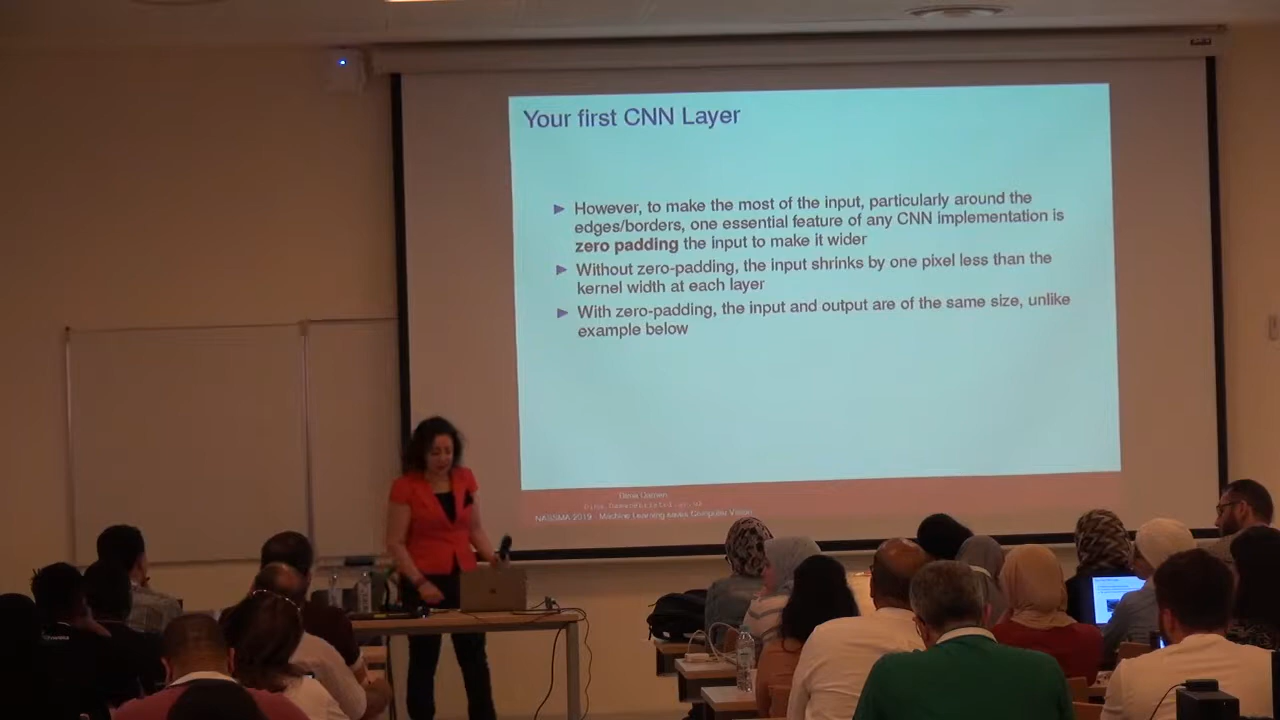 Your first CNN Layer
However, to make the most of the input, particularly around the
edges/borders, one essential feature of any CNN implementation is
zero padding the input to make it wider
Without zero-padding, the input shrinks by one pixel less than the
kernel width at each layer
With zero-padding, the input and output are of the same size, unlike
example below
Dima Damen
NASSMA 2019 Machine Learning Computer Vision